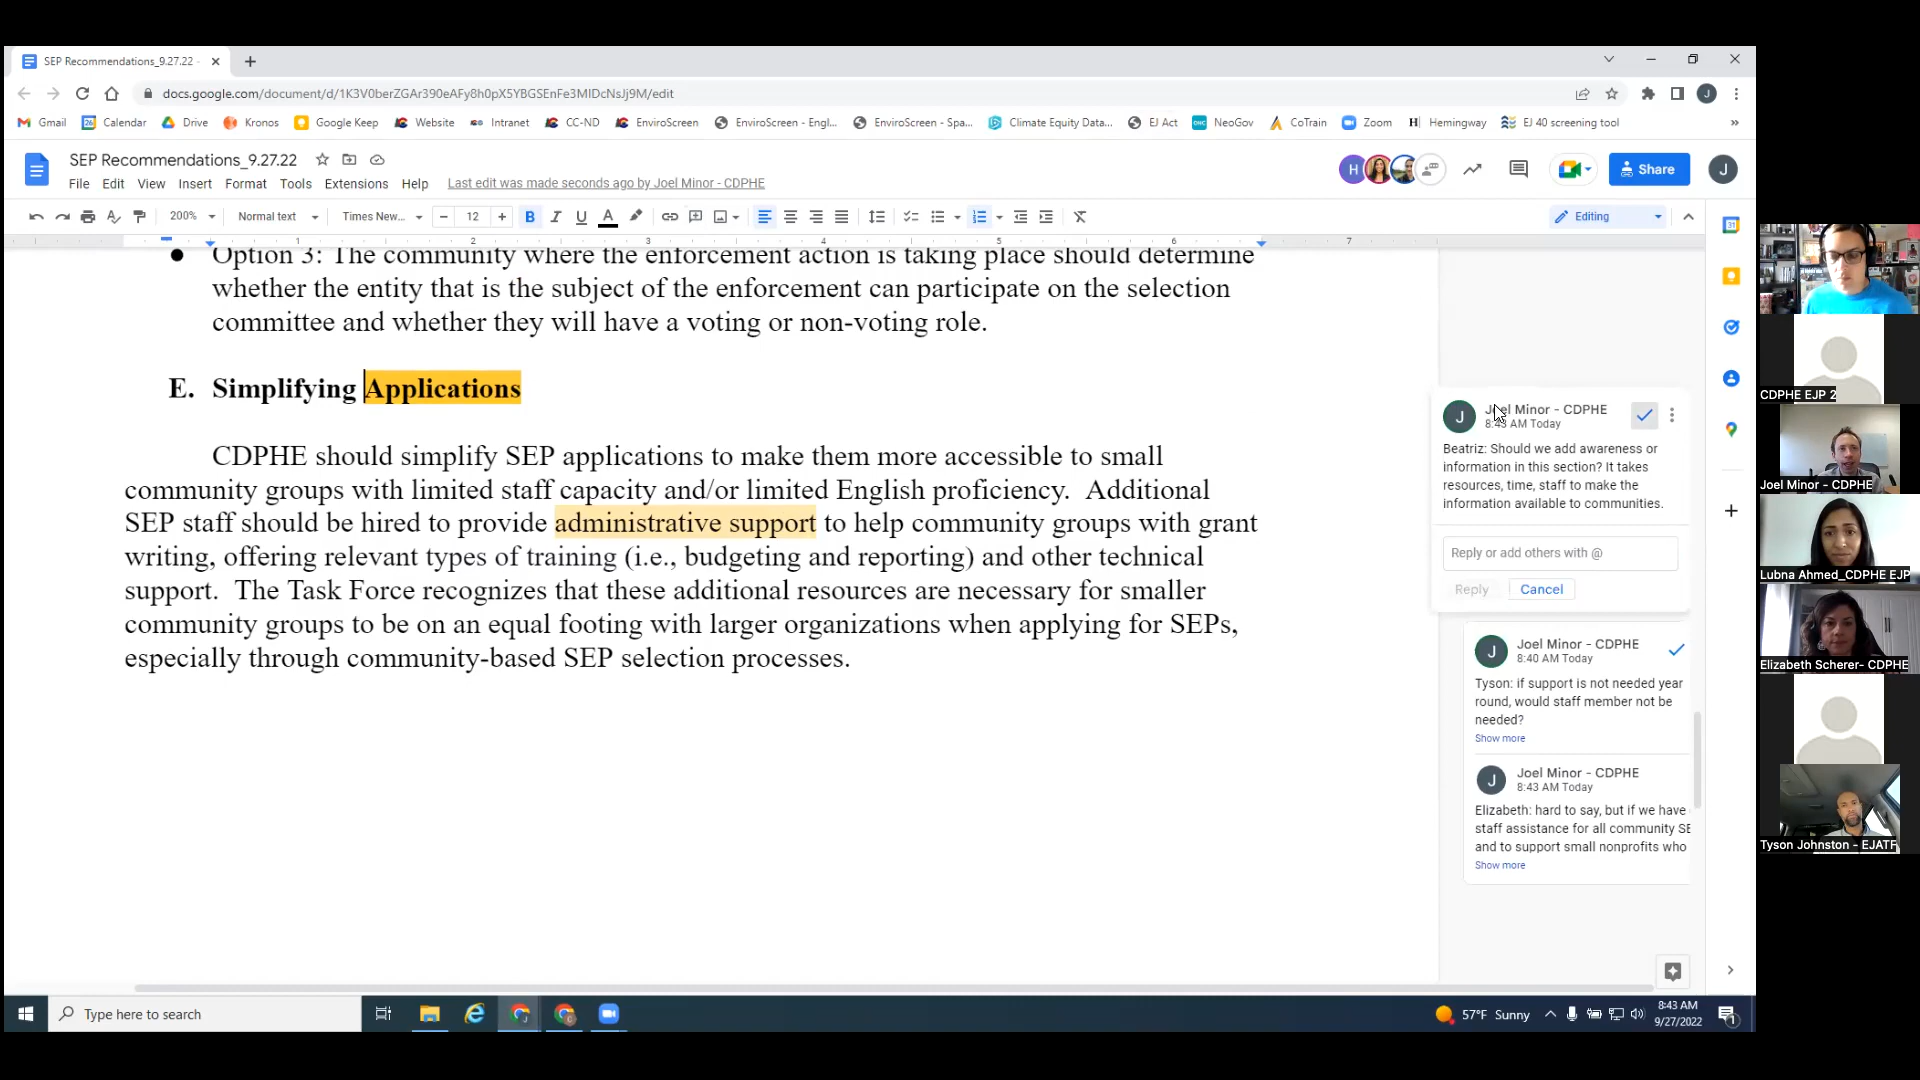 SEP Recommendations_9.27.22 -
docs.google.com/document/d/1K3V0berZGAr390eAFy8h0pX5YBGSEnFe3MIDcNsJj9M/edit
Gmail Calendar Drive Kronos Google Keep Website Intranet CC-ND EnviroScreen EnviroScreen - Engl... EnviroScreen - Spa... Climate Equity Data... EJ Act NeoGov CoTrain Zoom Hemingway EJ 40 screening tool
SEP Recommendations_9.27.22
File Edit View Insert Format Tools Extensions Help Last edit was made seconds ago by Joel Minor - CDPHE
H
Share
J
200% Normal text Times New... 12 B I U A Editing
1 2 3 4 5 6 7
Option 3: The community where the enforcement action is taking place should determine
whether the entity that is the subject of the enforcement can participate on the selection
committee and whether they will have a voting or non-voting role.
E. Simplifying Applications
CDPHE should simplify SEP applications to make them more accessible to small
community groups with limited staff capacity and/or limited English proficiency. Additional
SEP staff should be hired to provide administrative support to help community groups with grant
writing, offering relevant types of training (i.e., budgeting and reporting) and other technical
support. The Task Force recognizes that these additional resources are necessary for smaller
community groups to be on an equal footing with larger organizations when applying for SEPs,
especially through community-based SEP selection processes.
J
Joel Minor - CDPHE
8:43 AM Today
Beatriz: Should we add awareness or
information in this section? It takes
resources, time, staff to make the
information available to communities.
Reply or add others with @
Reply Cancel
J
Joel Minor - CDPHE
8:40 AM Today
Tyson: if support is not needed year
round, would staff member not be
needed?
Show more
J
Joel Minor - CDPHE
8:43 AM Today
Elizabeth: hard to say, but if we have
staff assistance for all community SE
and to support small nonprofits who
Show more
CDPHE EJP 2
Joel Minor - CDPHE
Lubna Ahmed_CDPHE EJP
Elizabeth Scherer- CDPHE
Tyson Johnston - EJATF
Type here to search
57°F Sunny
8:43 AM
9/27/2022